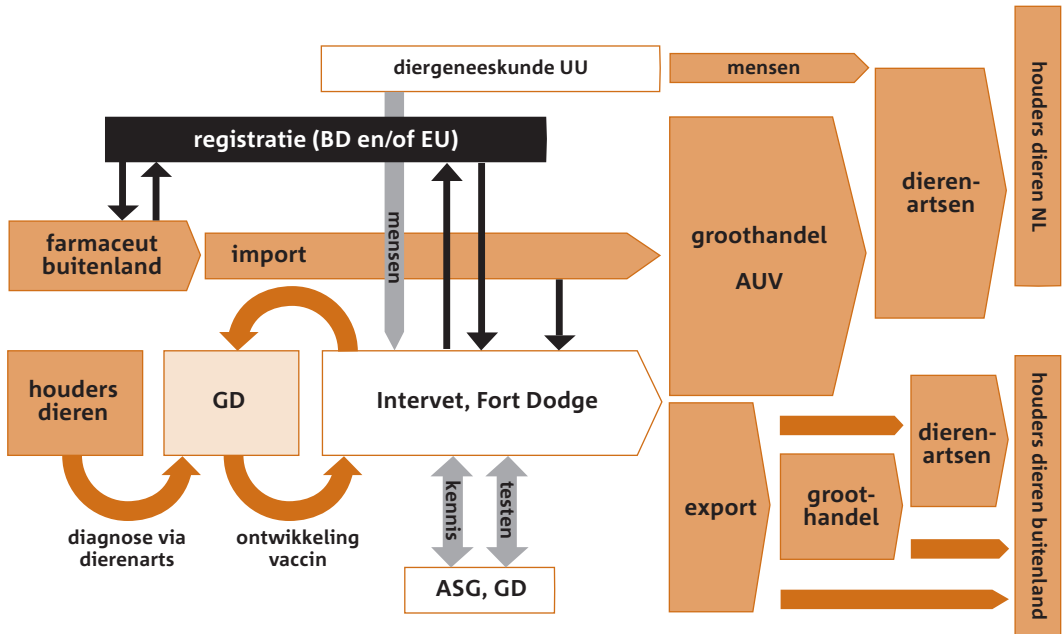 diergeneeskunde UU
mensen
houders dieren NL
registratie (BD en/of EU)
dieren-
artsen
mensen
farmaceut
buitenland
import
groothandel
AUV
houders
dieren
GD
Intervet, Fort Dodge
houders dieren buitenland
dieren-
artsen
kennis
testen
export
groot-
handel
diagnose via
dierenarts
ontwikkeling
vaccin
ASG, GD